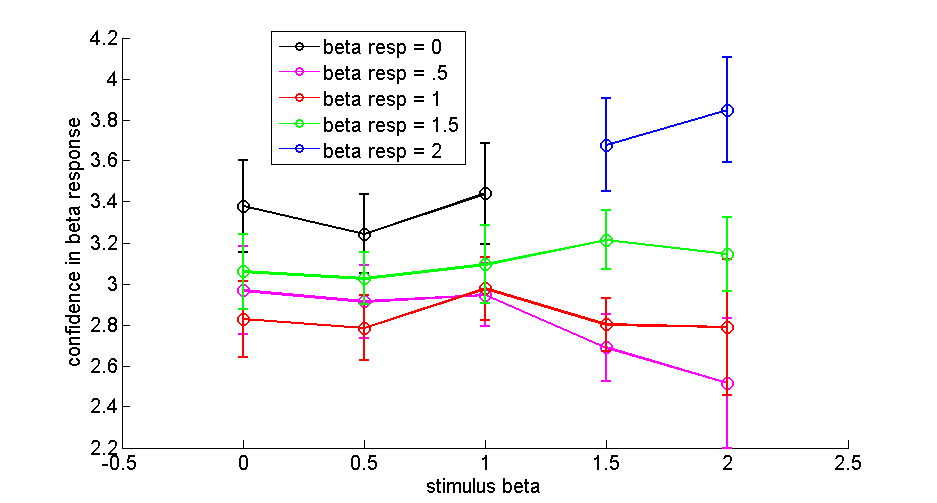 beta resp = 0
beta resp = .5
beta resp = 1
beta resp = 1.5
beta resp = 2
confidence in beta response
4.2
4
3.8
3.6
3.4
3.2
3
2.8
2.6
2.4
2.2
-0.5
0
0.5
1
1.5
2
2.5
stimulus beta